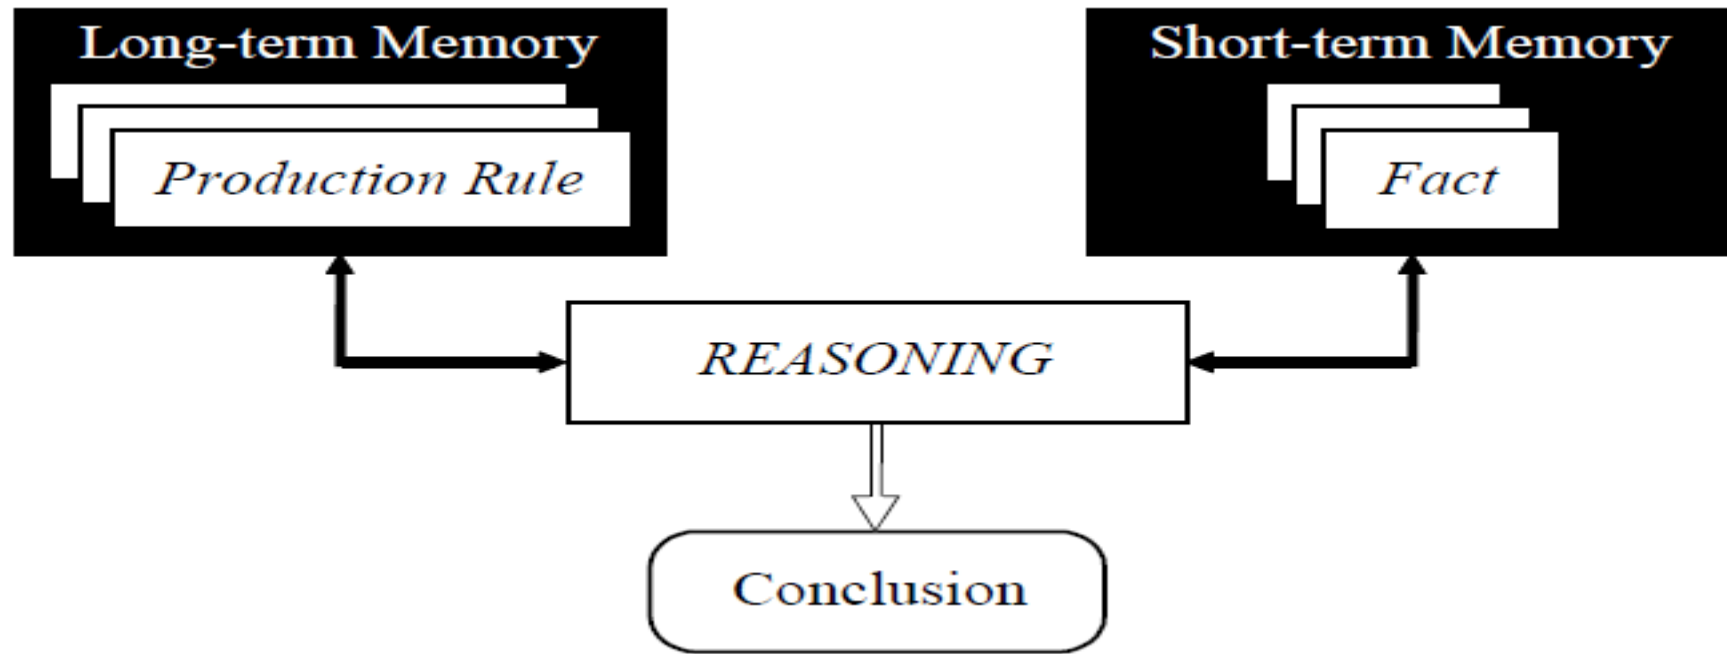 Long-term Memory
Production Rule
Short-term Memory
Fact
REASONING
Conclusion